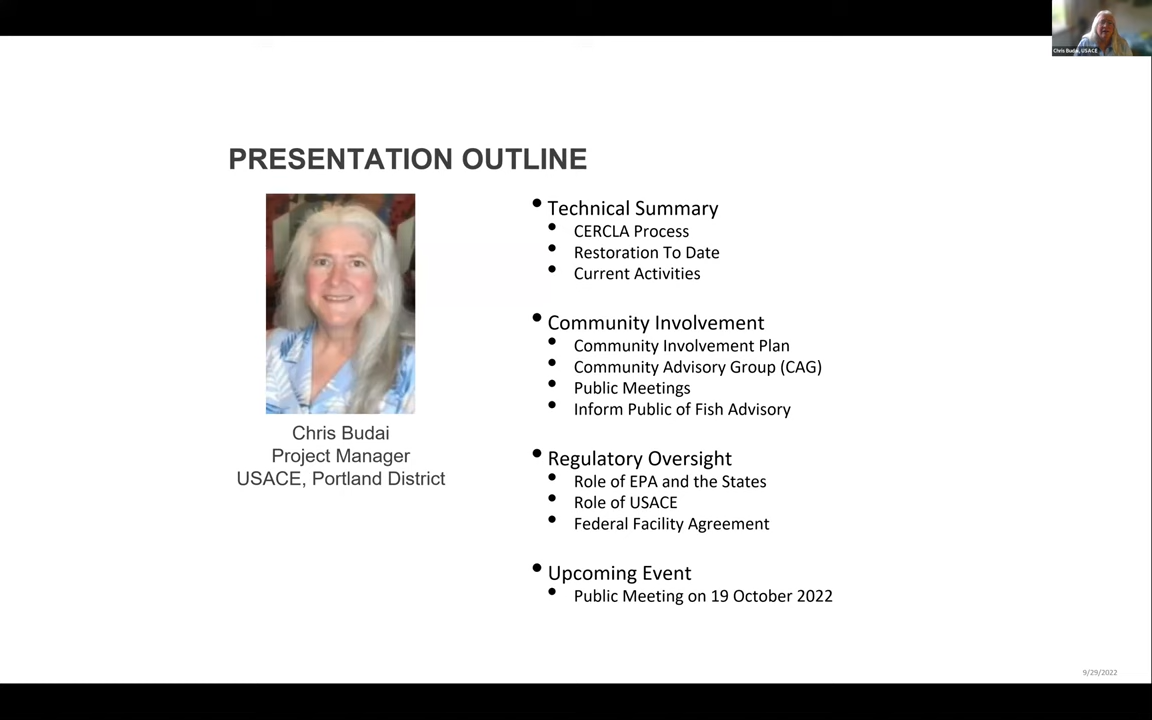 Chris Budai, USACE
PRESENTATION OUTLINE
Chris Budai
Project Manager
USACE, Portland District
• Technical Summary
• CERCLA Process
• Restoration To Date
• Current Activities
• Community Involvement
• Community Involvement Plan
• Community Advisory Group (CAG)
• Public Meetings
• Inform Public of Fish Advisory
• Regulatory Oversight
• Role of EPA and the States
• Role of USACE
• Federal Facility Agreement
• Upcoming Event
• Public Meeting on 19 October 2022
9/29/2022